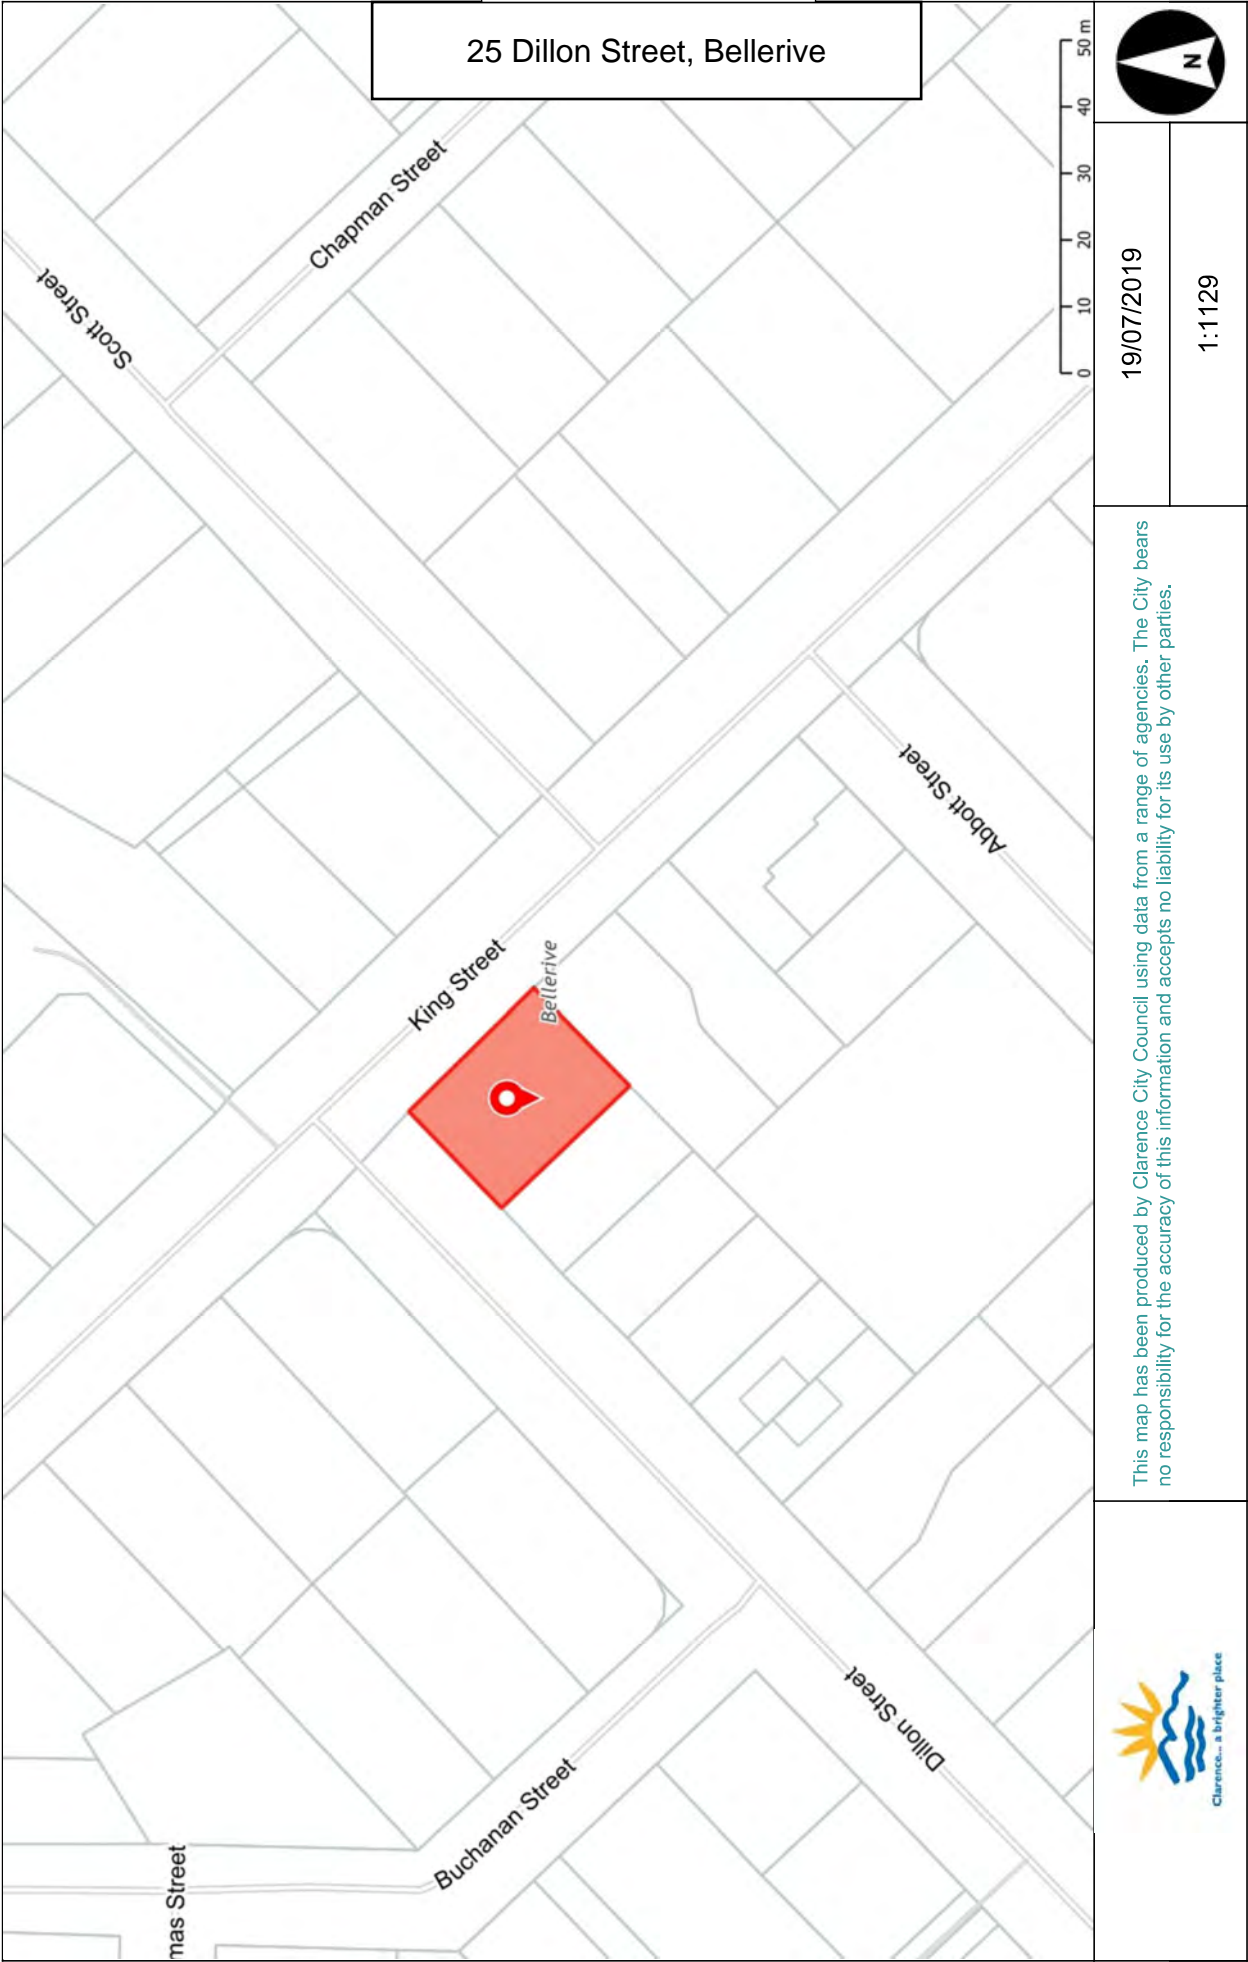 25 Dillon Street, Bellerive
Chapman Street
Scott Street
King Street
Bellerive
Abbott Street
Dillon Street
Buchanan Street
mas Street
0 10 20 30 40 50 m
N
19/07/2019
1:1129
This map has been produced by Clarence City Council using data from a range of agencies. The City bears
no responsibility for the accuracy of this information and accepts no liability for its use by other parties.
Clarence... a brighter place